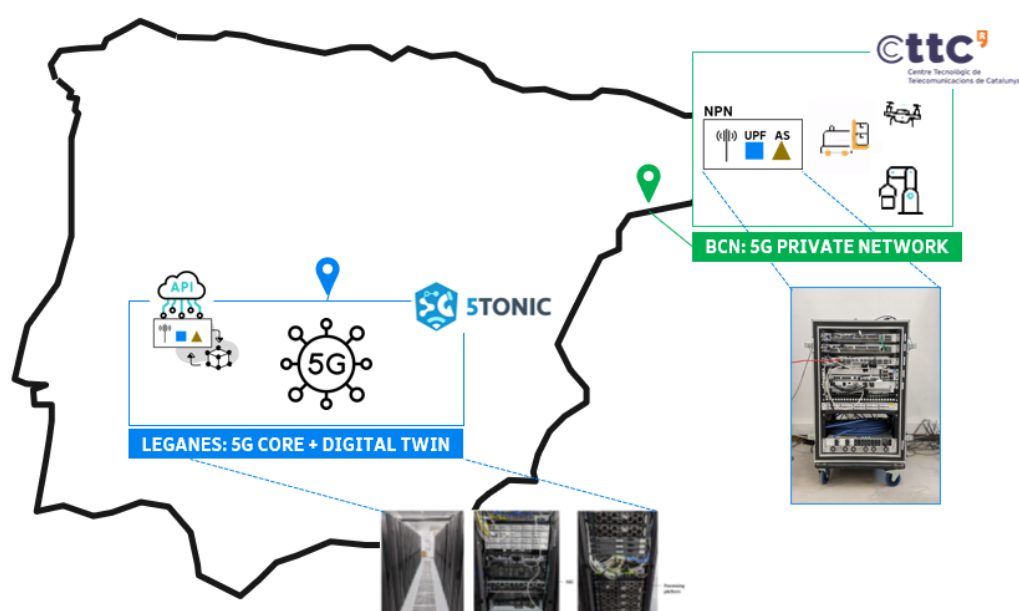 cttc
R
Centre Tecnològic de
Telecomunicacions de Catalunya
NPN
UPF AS
BCN: 5G PRIVATE NETWORK
API
5G
5G
5TONIC
LEGANES: 5G CORE + DIGITAL TWIN
Processing
platform